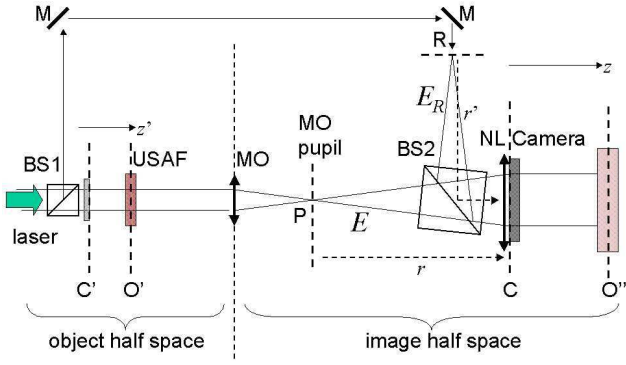 M
M
R
z
z'
E_R
r'
BS1
USAF
MO
MO
pupil
BS2
NL Camera
laser
P
E
r
C'
O'
C
O"
object half space
image half space